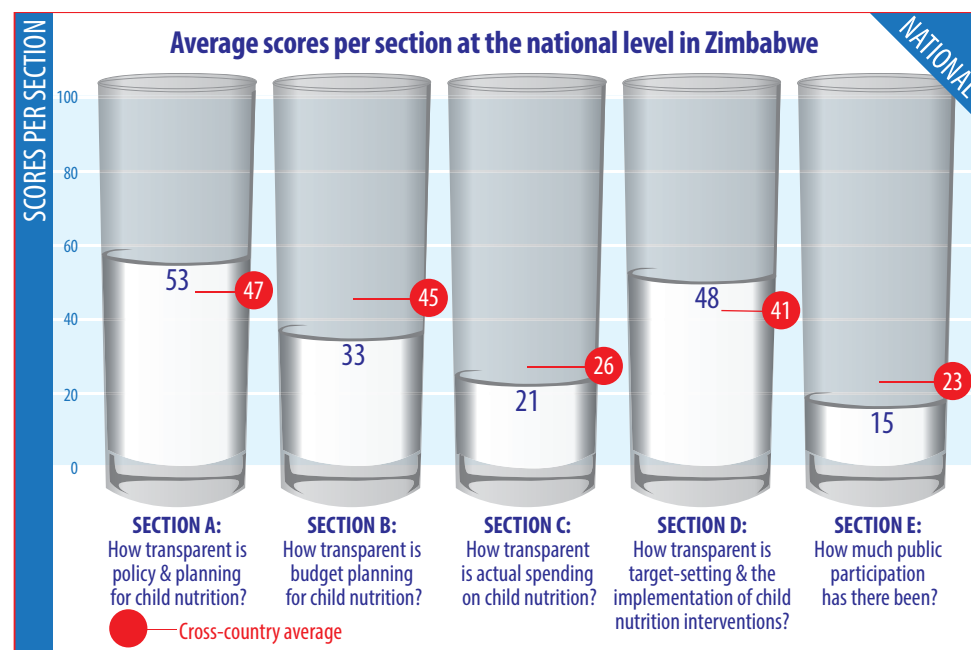 Average scores per section at the national level in Zimbabwe
NATIONAL
SCORES PER SECTION
100
80
60
40
20
0
53
47
33
45
21
26
48
41
15
23
SECTION A:
How transparent is
policy & planning
for child nutrition?
SECTION B:
How transparent is
budget planning
for child nutrition?
SECTION C:
How transparent
is actual spending
on child nutrition?
SECTION D:
How transparent is
target-setting & the
implementation of child
nutrition interventions?
SECTION E:
How much public
participation
has there been?
Cross-country average